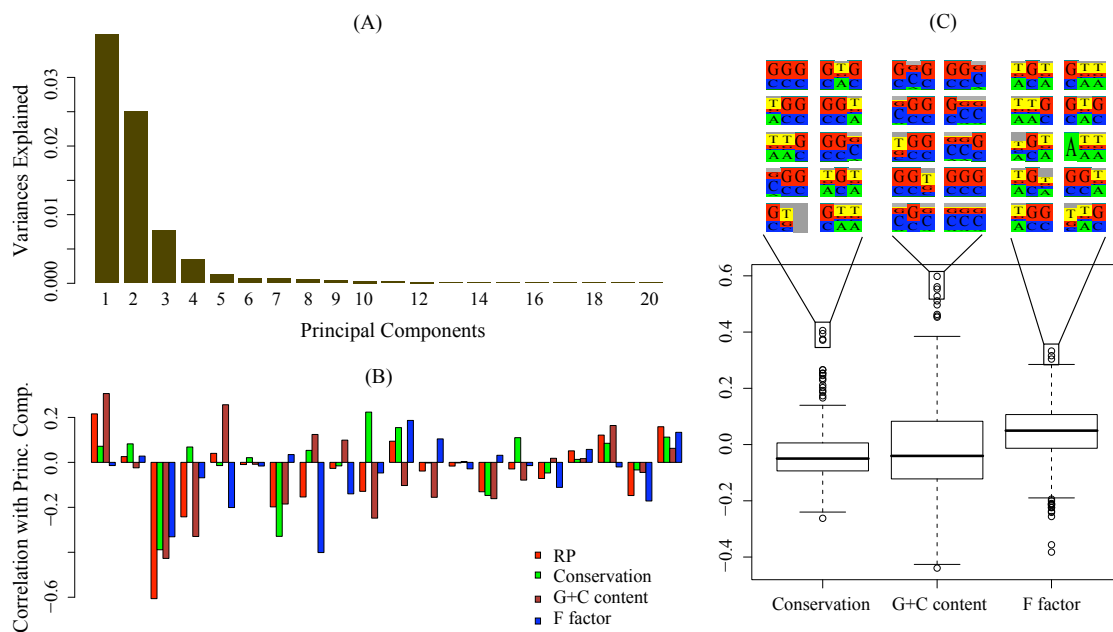 (A)
Variances Explained
0.03
0.02
0.01
0.000
1 2 3 4 5 6 7 8 9 10 12 14 16 18 20
Principal Components
(B)
Correlation with Princ. Comp.
0.2
0.0
−0.2
−0.6
RP
Conservation
G+C content
F factor
(C)
0.6
0.4
0.2
0.0
−0.2
−0.4
Conservation G+C content F factor